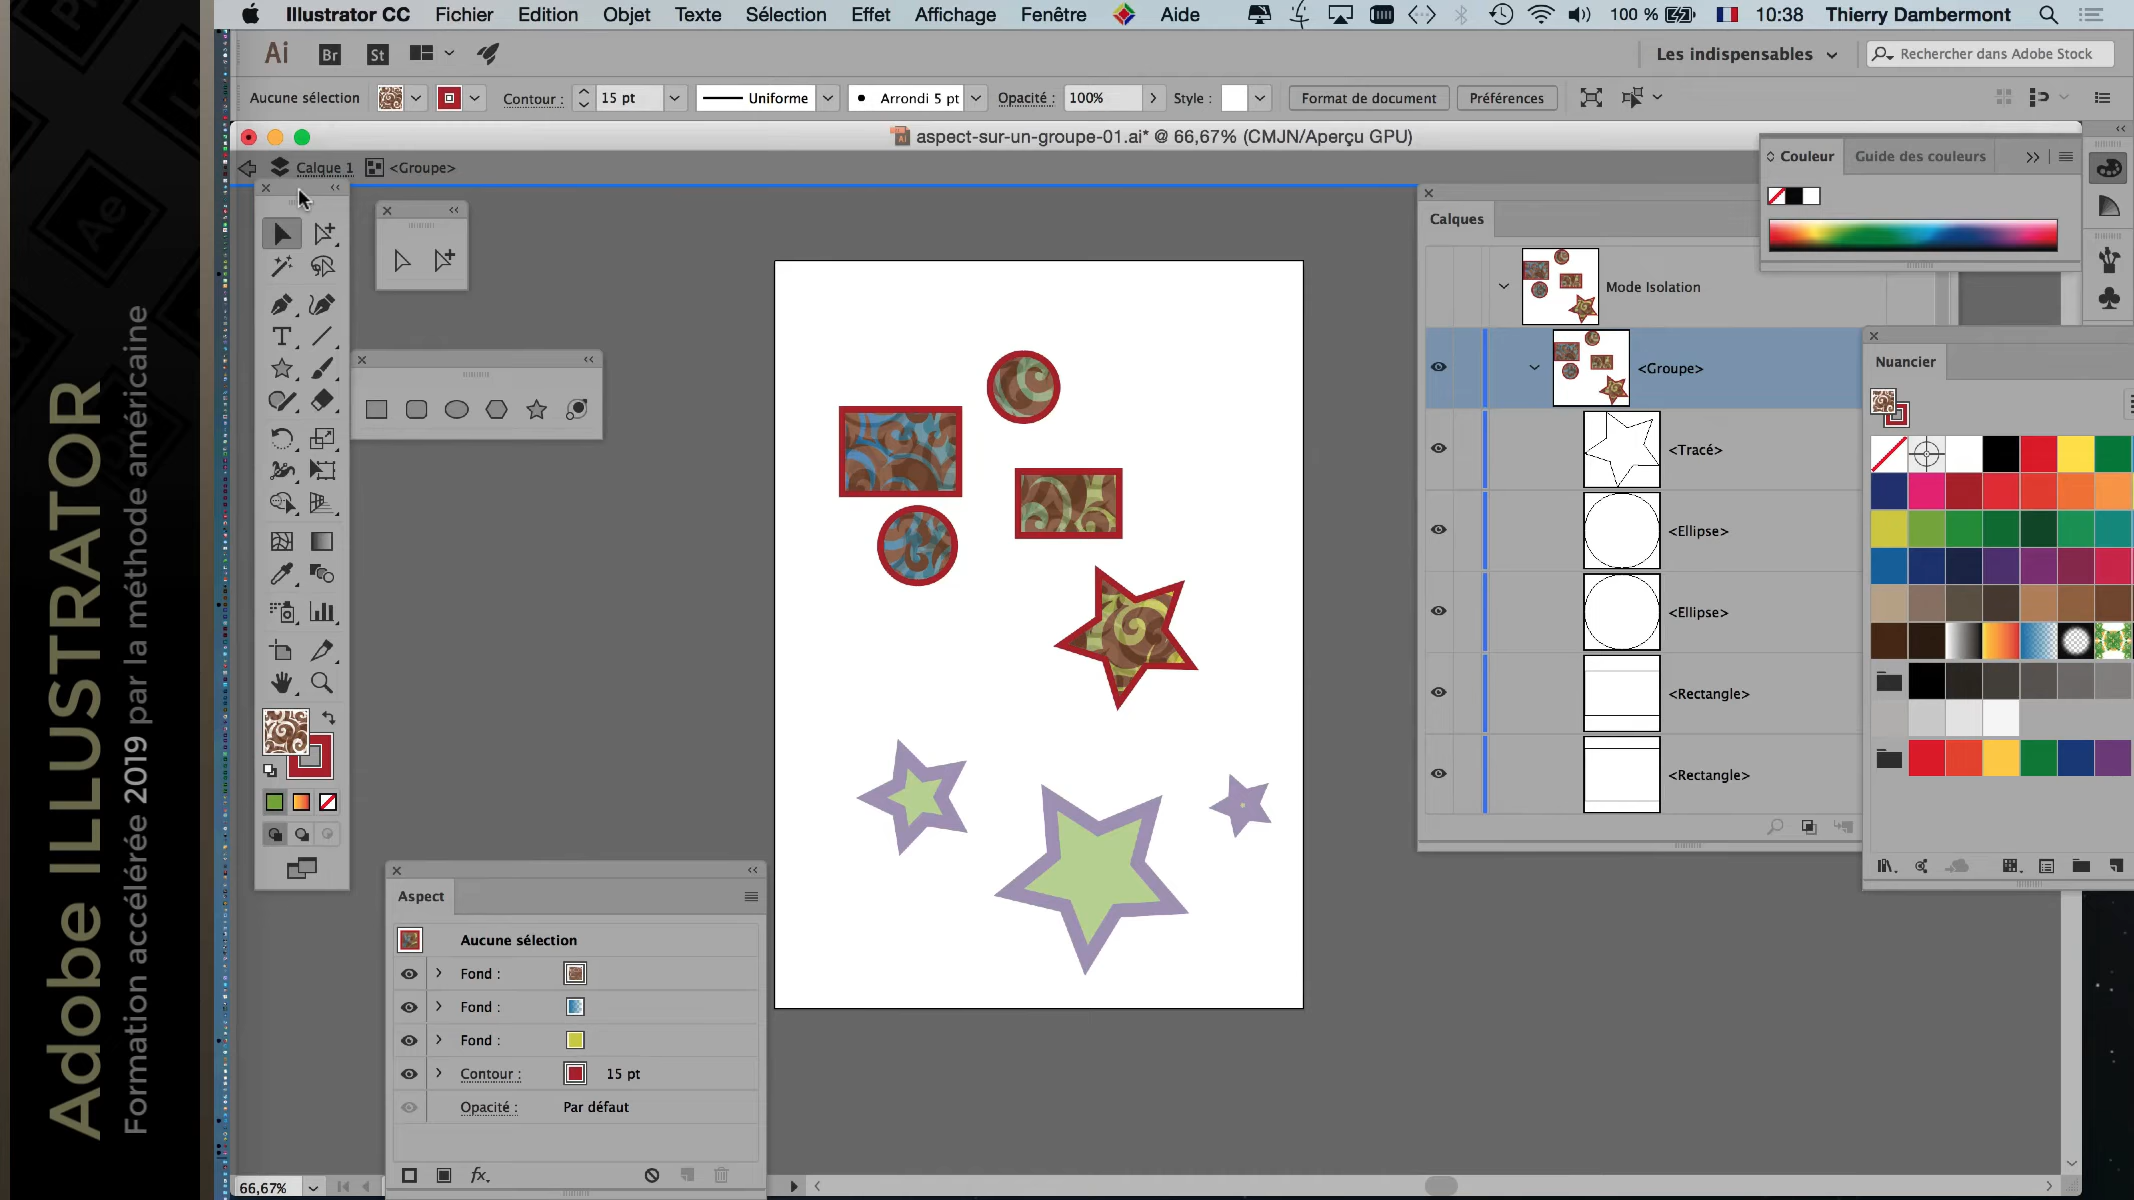 Adobe ILLUSTRATOR
Formation accélérée 2019 par la méthode américaine
Illustrator CC Fichier Edition Objet Texte Sélection Effet Affichage Fenêtre Aide 100 % 10:38 Thierry Dambermont
Ai Br St Les indispensables Rechercher dans Adobe Stock
Aucune sélection Contour : 15 pt Uniforme Arrondi 5 pt Opacité : 100% Style : Format de document Préférences
aspect-sur-un-groupe-01.ai* @ 66,67% (CMJN/Aperçu GPU)
Calque 1 <Groupe>
Couleur Guide des couleurs
Calques
Mode Isolation
<Groupe>
<Tracé>
<Ellipse>
<Ellipse>
<Rectangle>
<Rectangle>
Nuancier
Aspect
Aucune sélection
Fond :
Fond :
Fond :
Contour : 15 pt
Opacité : Par défaut
fx.
66,67%